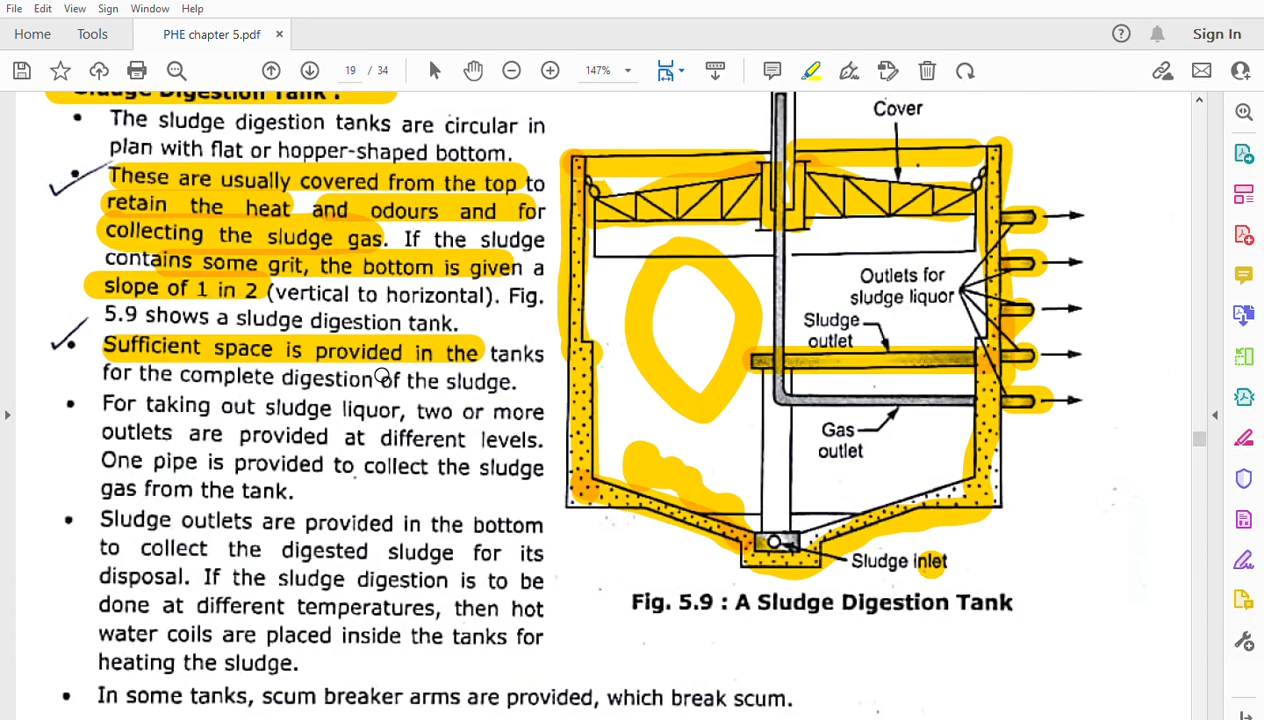 File Edit View Sign Window Help
Home Tools PHE chapter 5.pdf × Sign In
19 / 34 147%
Sludge Digestion Tank :
• The sludge digestion tanks are circular in
plan with flat or hopper-shaped bottom.
• These are usually covered from the top to
retain the heat and odours and for
collecting the sludge gas. If the sludge
contains some grit, the bottom is given a
slope of 1 in 2 (vertical to horizontal). Fig.
5.9 shows a sludge digestion tank.
• Sufficient space is provided in the tanks
for the complete digestion of the sludge.
• For taking out sludge liquor, two or more
outlets are provided at different levels.
One pipe is provided to collect the sludge
gas from the tank.
• Sludge outlets are provided in the bottom
to collect the digested sludge for its
disposal. If the sludge digestion is to be
done at different temperatures, then hot
water coils are placed inside the tanks for
heating the sludge.
• In some tanks, scum breaker arms are provided, which break scum.
Cover
Outlets for
sludge liquor
Sludge
outlet
Gas
outlet
Sludge inlet
Fig. 5.9 : A Sludge Digestion Tank